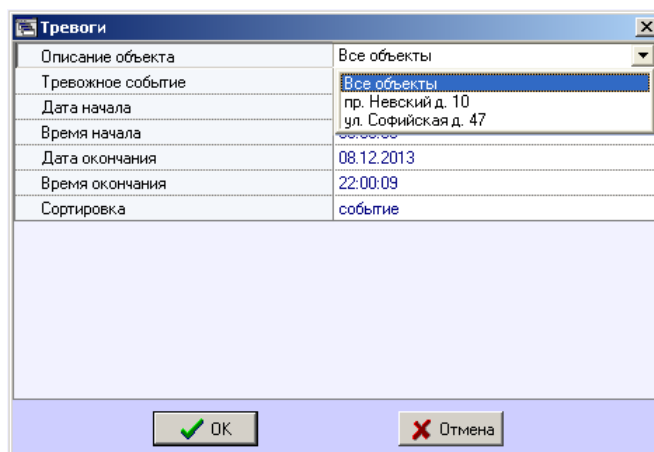 Тревоги
Описание объекта Все объекты
Тревожное событие Все объекты
пр. Невский д. 10
Дата начала
ул. Софийская д. 47
Время начала
Дата окончания 08.12.2013
Время окончания 22:00:09
Сортировка событие
OK Отмена